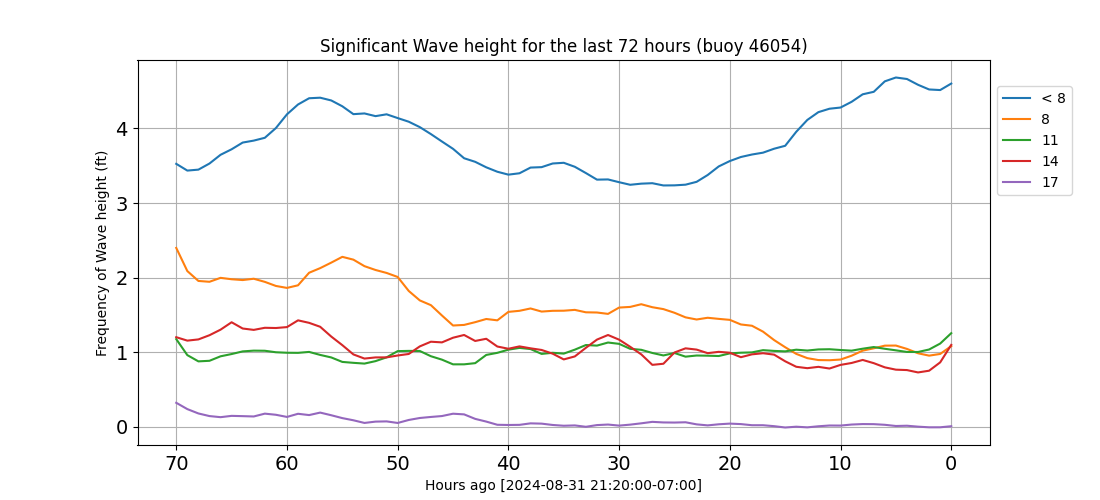 Significant Wave height for the last 72 hours (buoy 46054)
Frequency of Wave height (ft)
4
3
2
1
0
70 60 50 40 30 20 10 0
Hours ago [2024-08-31 21:20:00-07:00]
< 8
8
11
14
17